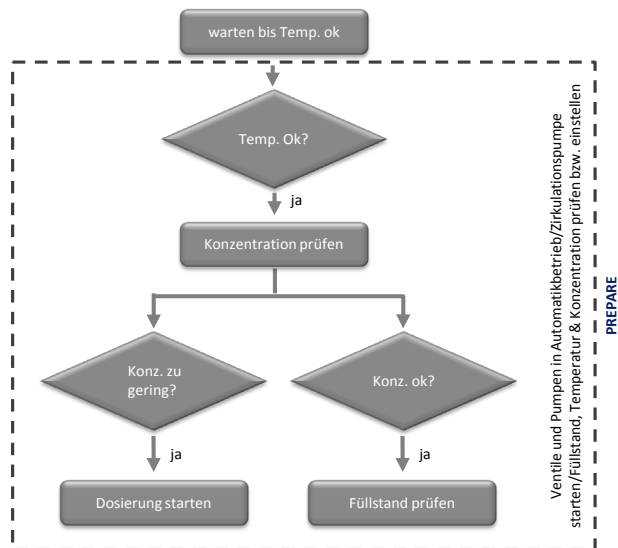 warten bis Temp. ok
Temp. Ok?
ja
Konzentration prüfen
Konz. zu
gering?
Konz. ok?
ja
ja
Dosierung starten
Füllstand prüfen
Ventile und Pumpen in Automatikbetrieb/Zirkulationspumpe
starten/Füllstand, Temperatur & Konzentration prüfen bzw. einstellen
PREPARE